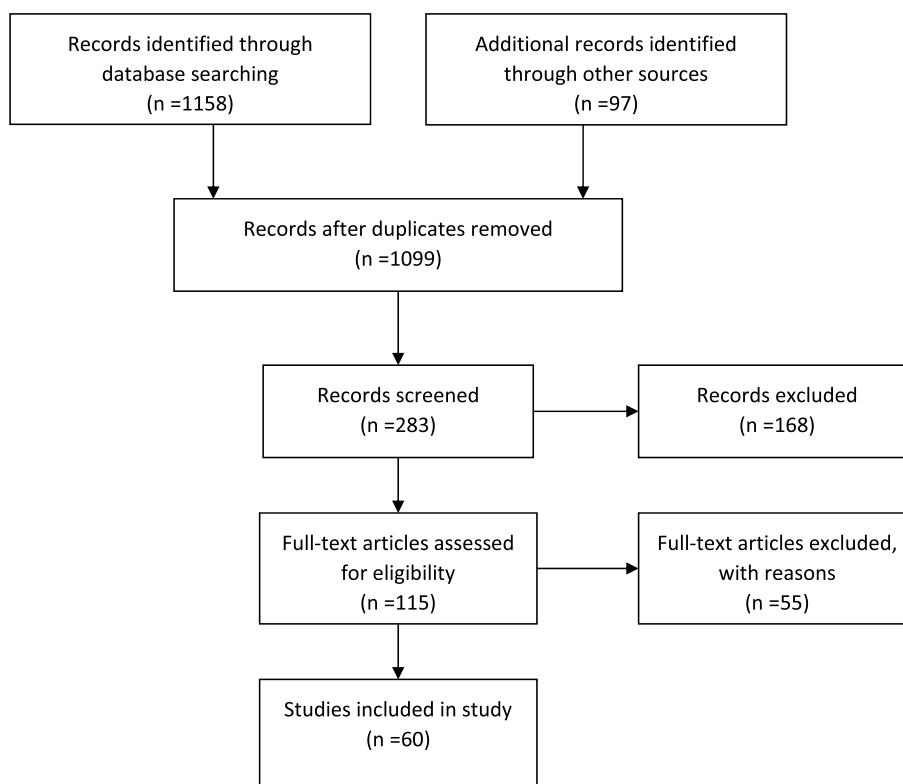 Records identified through
database searching
(n =1158)
Additional records identified
through other sources
(n =97)
Records after duplicates removed
(n =1099)
Records screened
(n =283)
Records excluded
(n =168)
Full-text articles assessed
for eligibility
(n =115)
Full-text articles excluded,
with reasons
(n =55)
Studies included in study
(n =60)